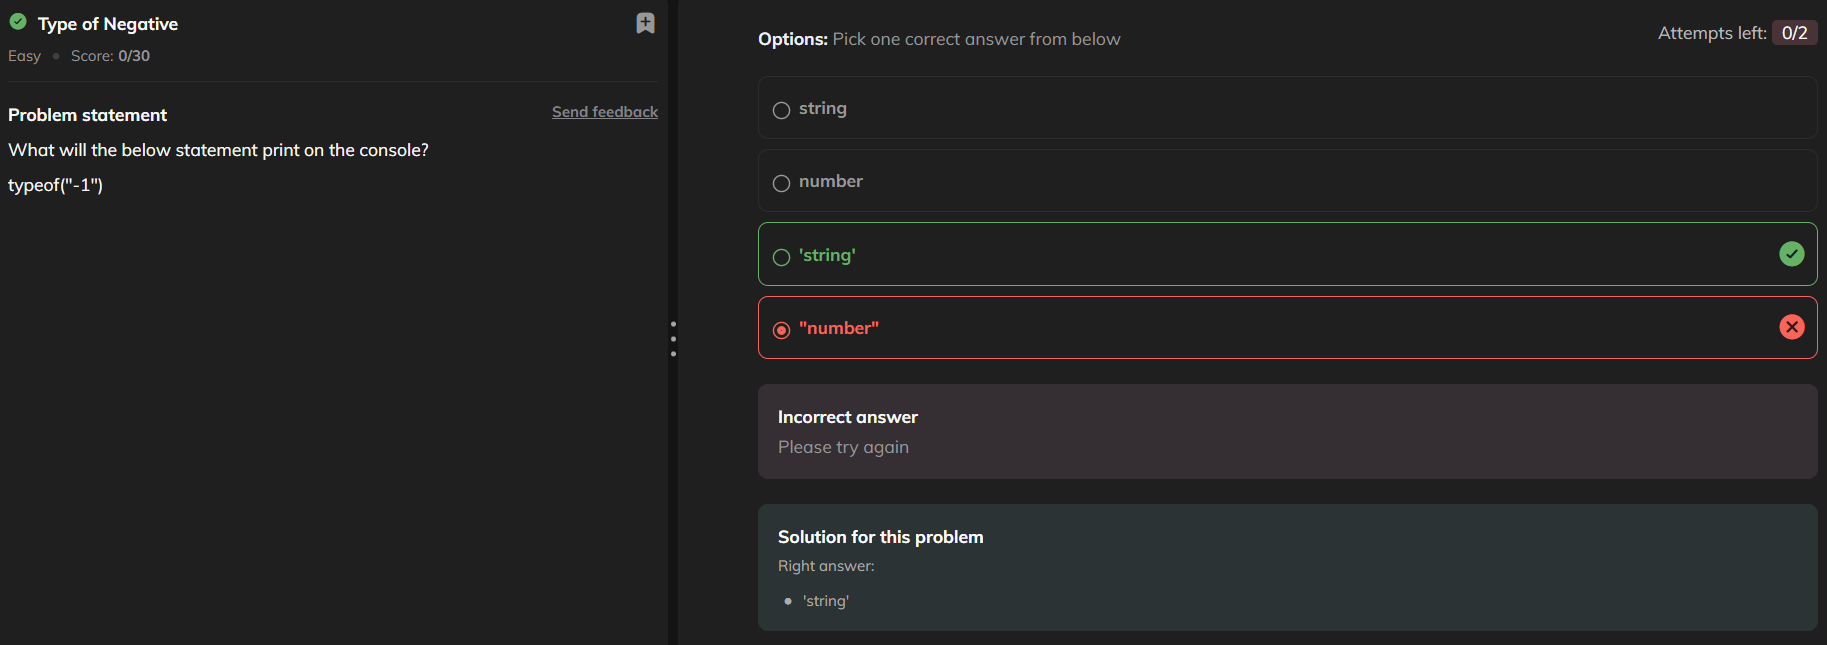 Type of Negative
Easy • Score: 0/30
Problem statement
Send feedback
What will the below statement print on the console?
typeof("-1")
Options: Pick one correct answer from below
Attempts left: 0/2
string
number
'string'
"number"
Incorrect answer
Please try again
Solution for this problem
Right answer:
• 'string'